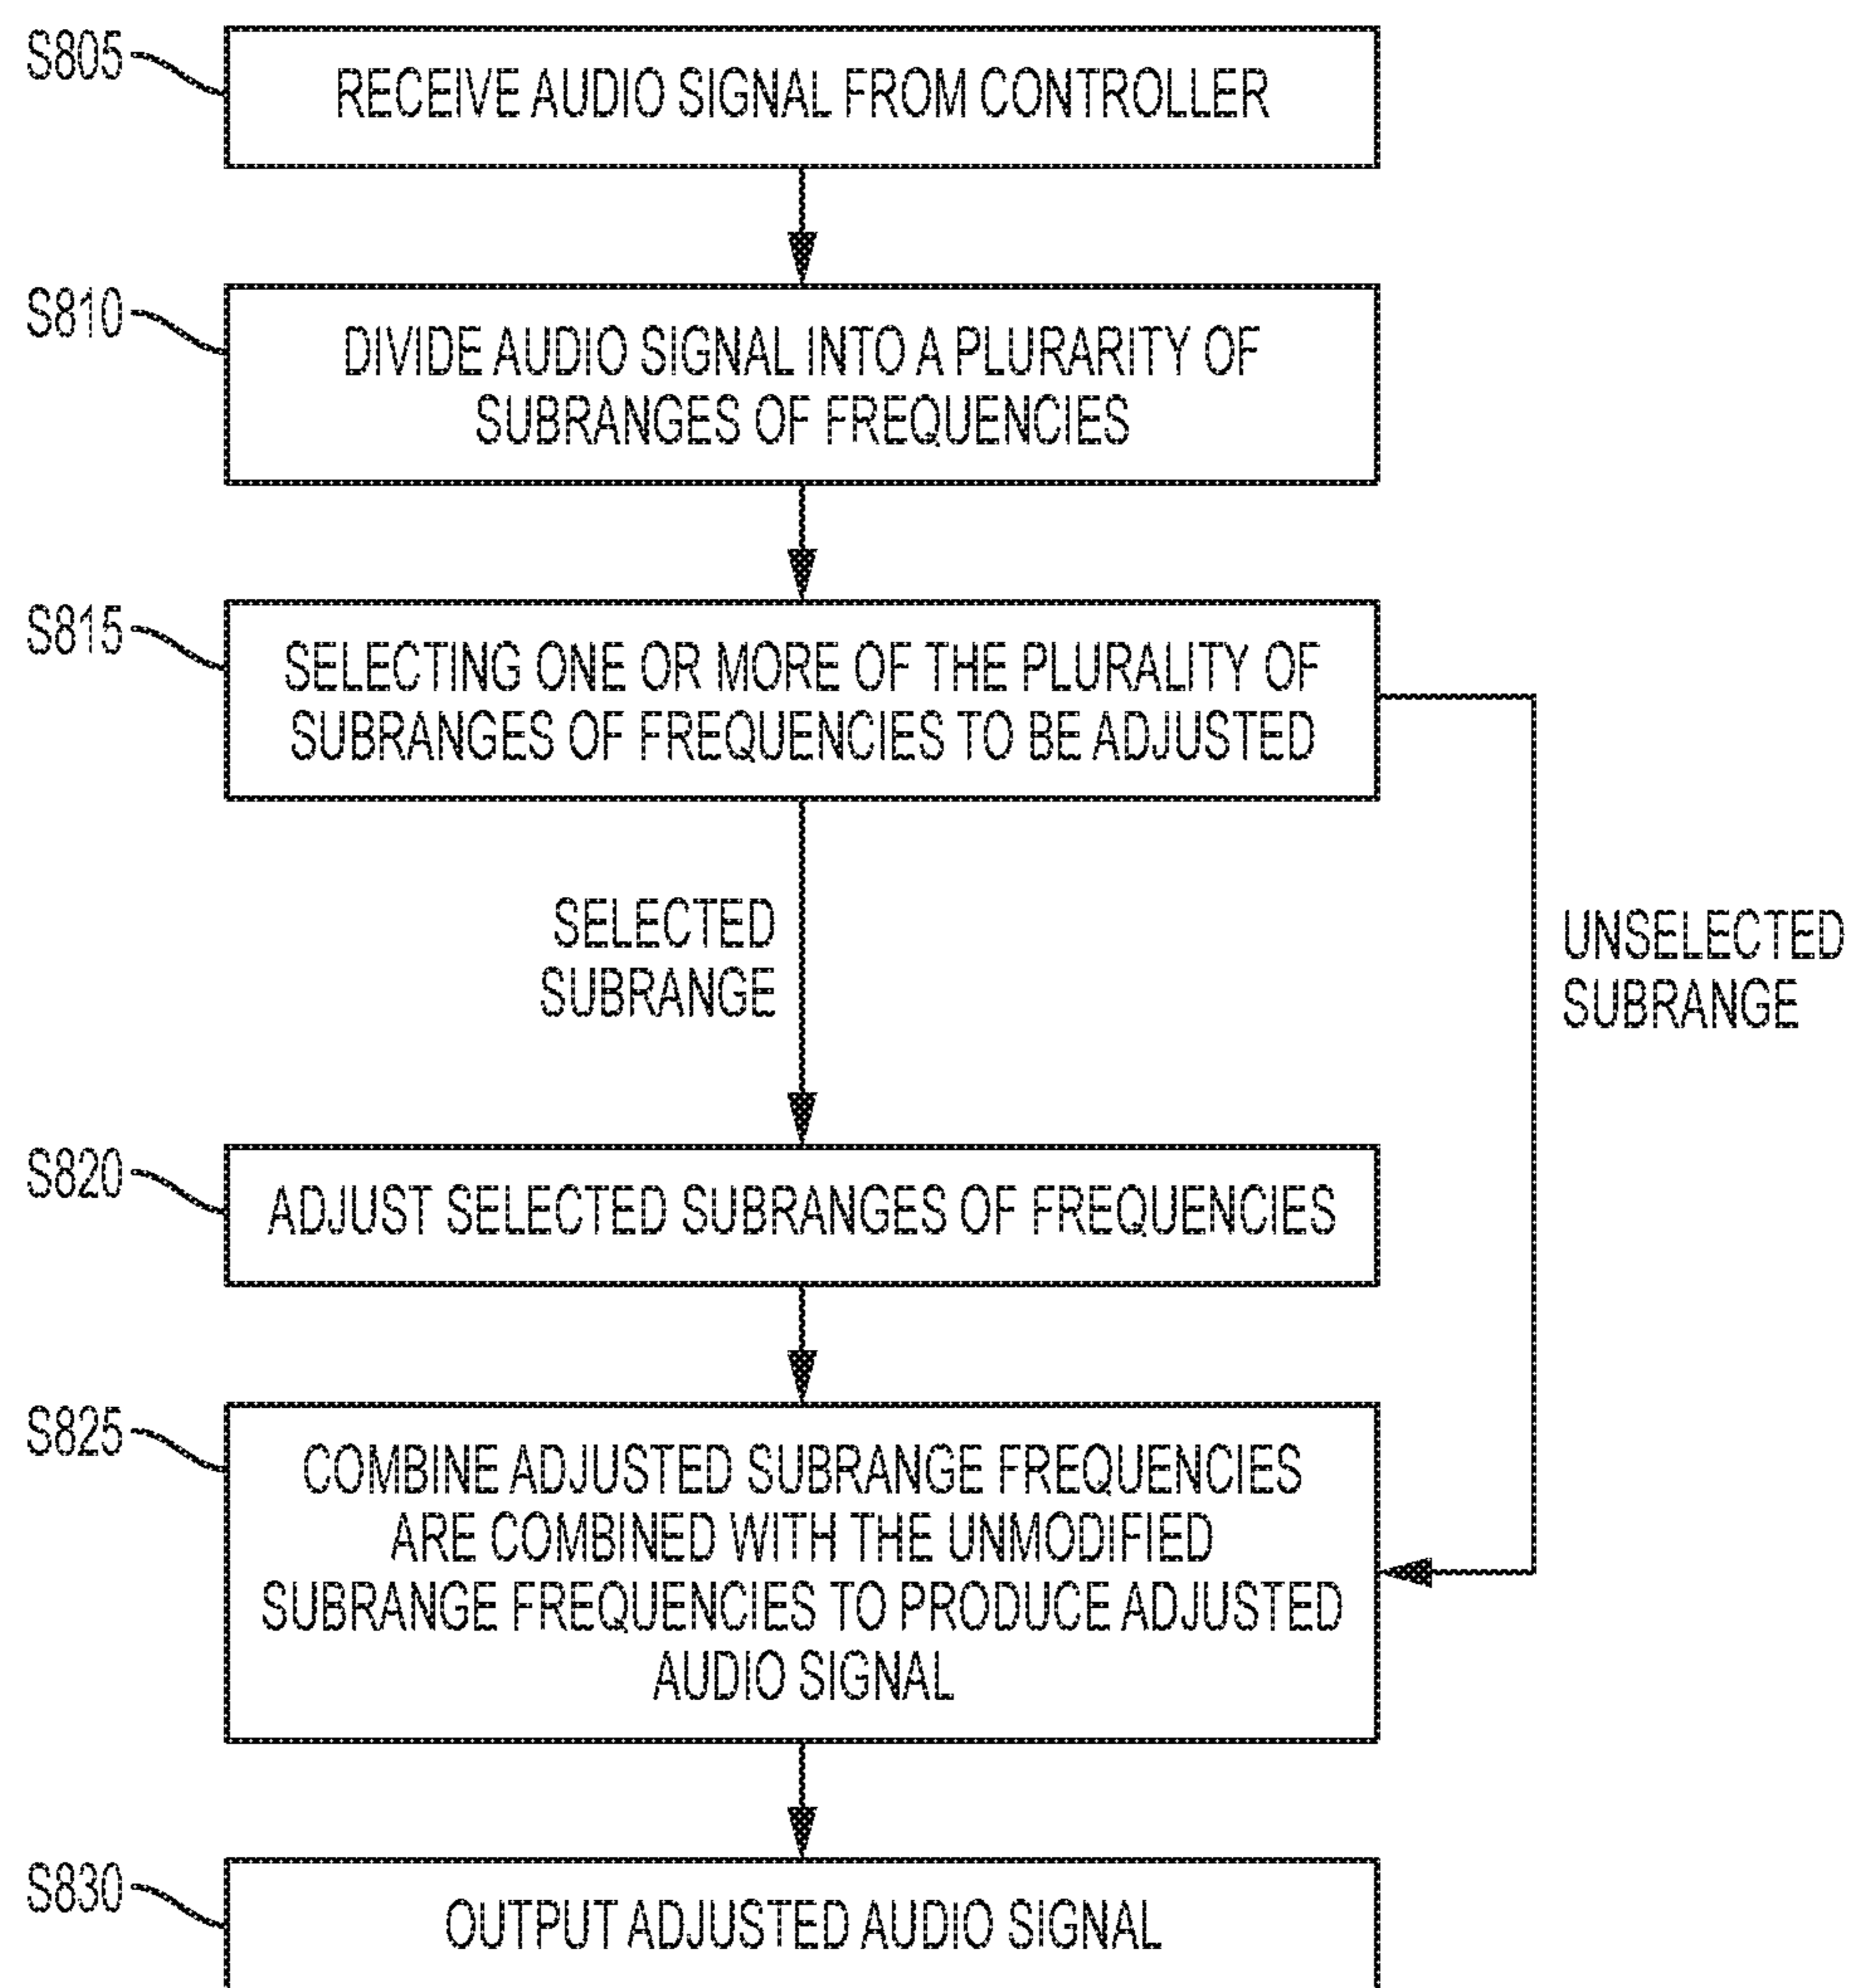 S805
RECEIVE AUDIO SIGNAL FROM CONTROLLER
S810
DIVIDE AUDIO SIGNAL INTO A PLURARITY OF
SUBRANGES OF FREQUENCIES
S815
SELECTING ONE OR MORE OF THE PLURALITY OF
SUBRANGES OF FREQUENCIES TO BE ADJUSTED
SELECTED
SUBRANGE
UNSELECTED
SUBRANGE
S820
ADJUST SELECTED SUBRANGES OF FREQUENCIES
S825
COMBINE ADJUSTED SUBRANGE FREQUENCIES
ARE COMBINED WITH THE UNMODIFIED
SUBRANGE FREQUENCIES TO PRODUCE ADJUSTED
AUDIO SIGNAL
S830
OUTPUT ADJUSTED AUDIO SIGNAL